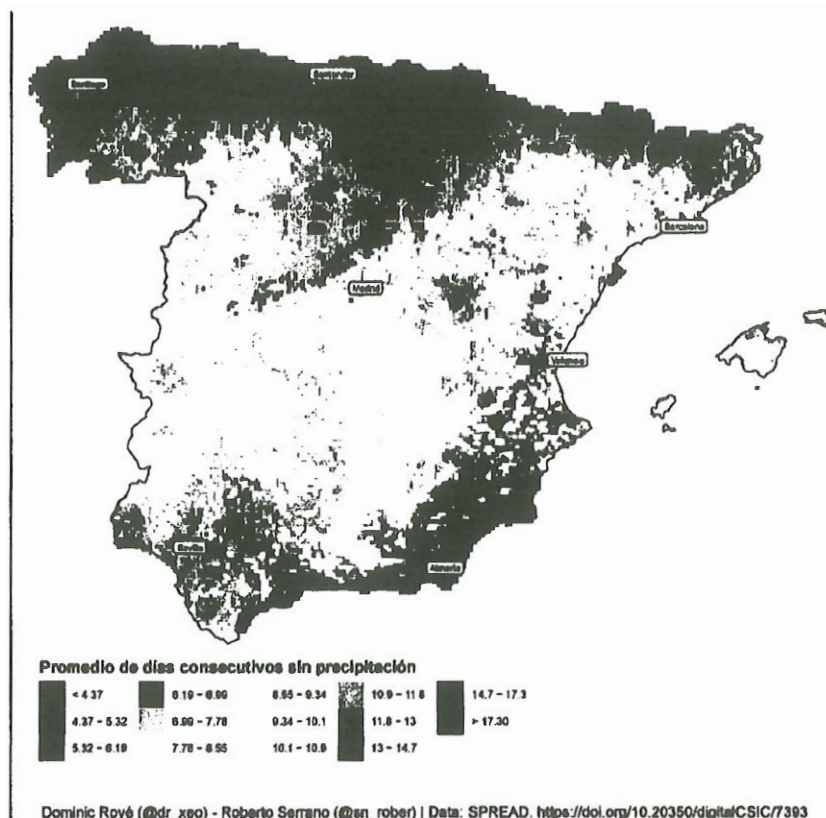 Santiago
Santander
Barcelona
Madrid
Valencia
Sevilla
Almería
Promedio de días consecutivos sin precipitación
< 4.37
4.37 - 5.32
5.32 - 6.19
6.19 - 6.99
6.99 - 7.78
7.78 - 8.55
8.55 - 9.34
9.34 - 10.1
10.1 - 10.9
10.9 - 11.8
11.8 - 13
13 - 14.7
14.7 - 17.3
> 17.30
Dominic Royé (@dr_xeo) - Roberto Serrano (@sn_rober) | Data: SPREAD. https://doi.org/10.20350/digitalCSIC/7393